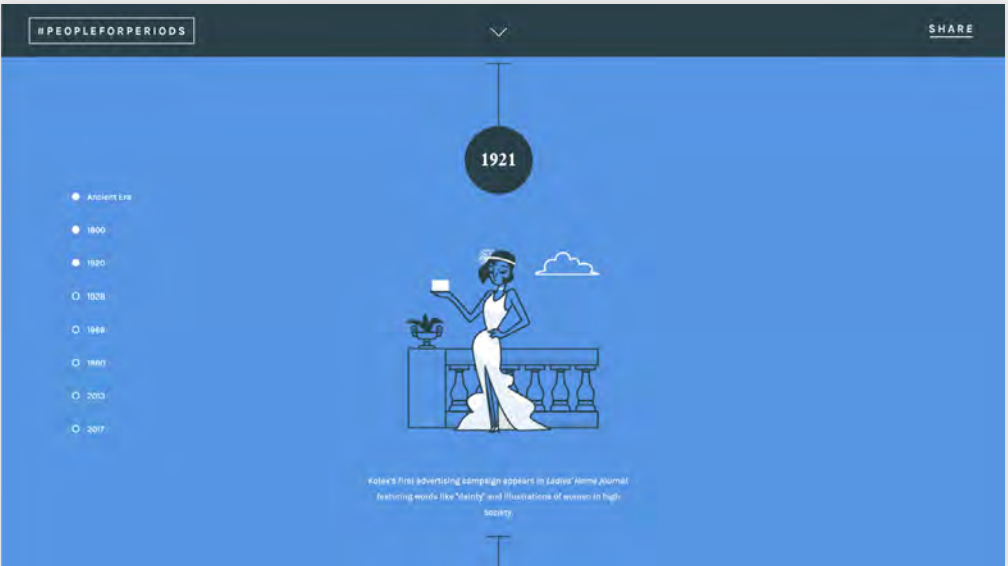 #PEOPLEFORPERIODS
SHARE
1921
Ancient Era
1800
1920
1928
1969
1980
2013
2017
Kotex's first advertising campaign appears in Ladies' Home Journal
featuring words like "dainty" and illustrations of women in high
society.